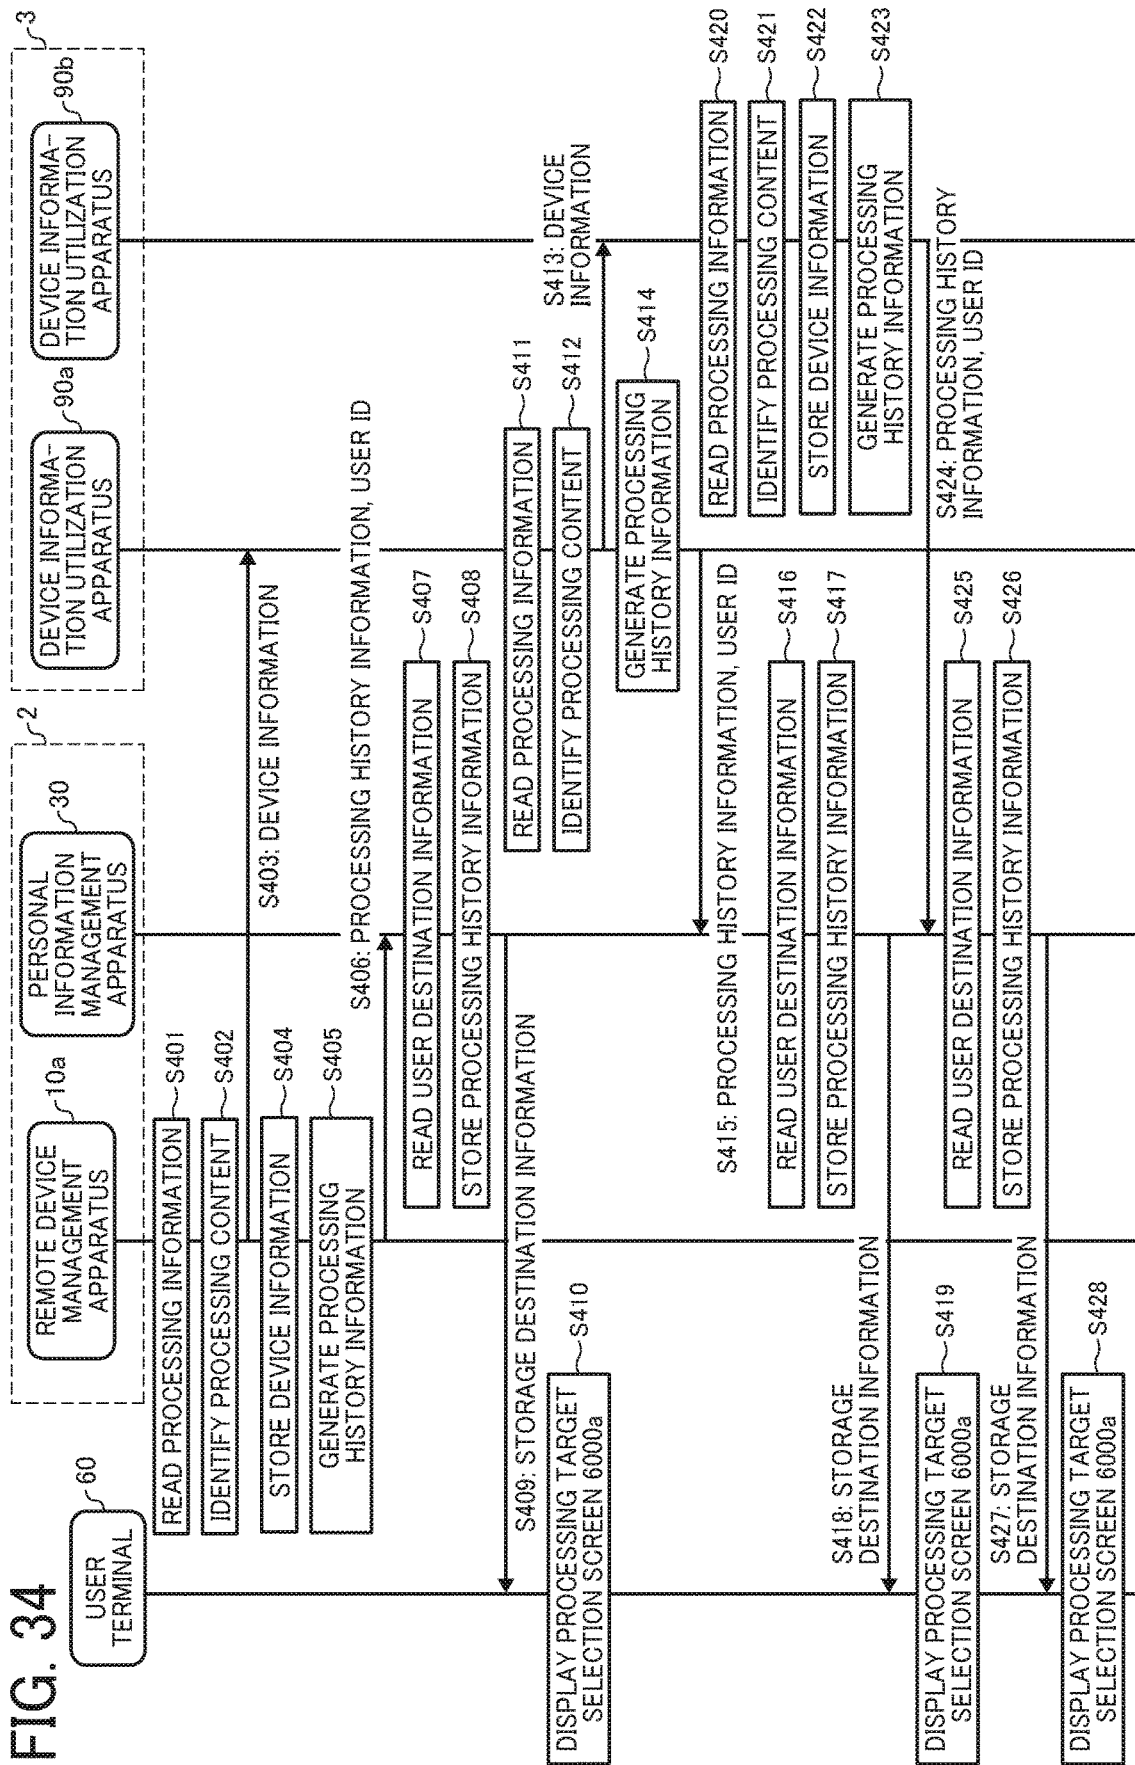 FIG. 34
USER
TERMINAL
60
2
REMOTE DEVICE
MANAGEMENT
APPARATUS
10a
PERSONAL
INFORMATION
MANAGEMENT
APPARATUS
30
3
DEVICE INFORMA-
TION UTILIZATION
APPARATUS
90a
DEVICE INFORMA-
TION UTILIZATION
APPARATUS
90b
READ PROCESSING INFORMATION
S401
IDENTIFY PROCESSING CONTENT
S402
S403: DEVICE INFORMATION
STORE DEVICE INFORMATION
S404
GENERATE PROCESSING
HISTORY INFORMATION
S405
S406: PROCESSING HISTORY INFORMATION, USER ID
READ USER DESTINATION INFORMATION
S407
STORE PROCESSING HISTORY INFORMATION
S408
S409: STORAGE DESTINATION INFORMATION
DISPLAY PROCESSING TARGET
SELECTION SCREEN 6000a
S410
READ PROCESSING INFORMATION
S411
IDENTIFY PROCESSING CONTENT
S412
S413: DEVICE
INFORMATION
GENERATE PROCESSING
HISTORY INFORMATION
S414
S415: PROCESSING HISTORY INFORMATION, USER ID
READ USER DESTINATION INFORMATION
S416
STORE PROCESSING HISTORY INFORMATION
S417
S418: STORAGE
DESTINATION INFORMATION
DISPLAY PROCESSING TARGET
SELECTION SCREEN 6000a
S419
READ PROCESSING INFORMATION
S420
IDENTIFY PROCESSING CONTENT
S421
STORE DEVICE INFORMATION
S422
GENERATE PROCESSING
HISTORY INFORMATION
S423
S424: PROCESSING HISTORY
INFORMATION, USER ID
READ USER DESTINATION INFORMATION
S425
STORE PROCESSING HISTORY INFORMATION
S426
S427: STORAGE
DESTINATION INFORMATION
DISPLAY PROCESSING TARGET
SELECTION SCREEN 6000a
S428